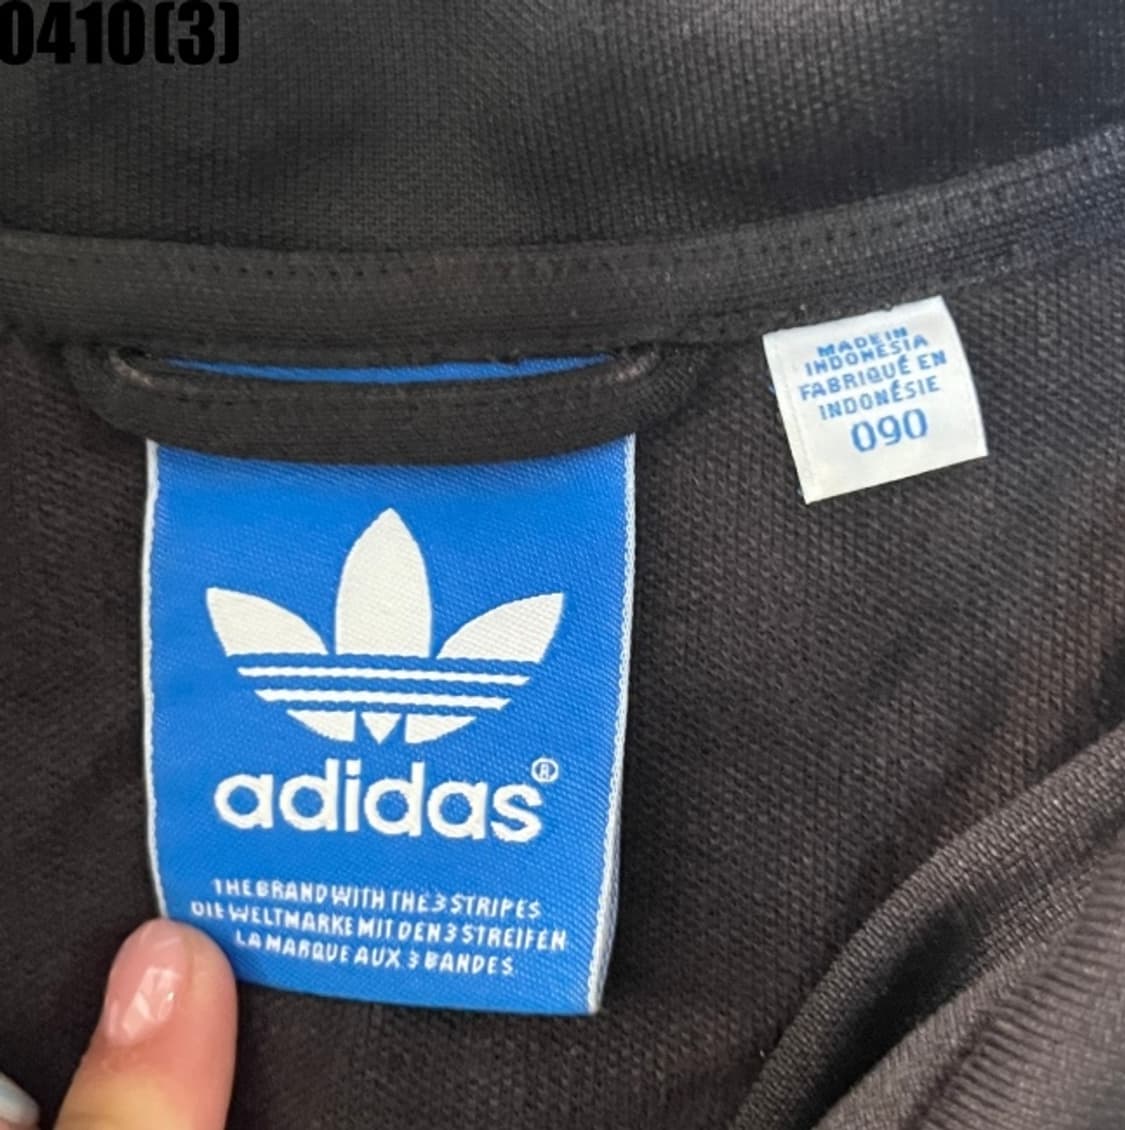 0410(3)
MADE IN
INDONESIA
FABRIQUÉ EN
INDONÉSIE
090
adidas®
THE BRAND WITH THE 3 STRIPES
DIE WELTMARKE MIT DEN 3 STREIFEN
LA MARQUE AUX 3 BANDES